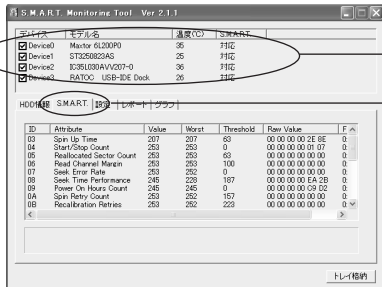 S.M.A.R.T. Monitoring Tool Ver 2.1.1
デバイス モデル名 温度(℃) S.M.A.R.T.
Device0 Maxtor 6L200P0 35 対応
Device1 ST3250823AS 25 対応
Device2 IC35L030AVV207-0 36 対応
Device3 RATOC USB-IDE Dock 26 対応
HDD情報 S.M.A.R.T. 設定 レポート グラフ
ID Attribute Value Worst Threshold Raw Value F
03 Spin Up Time 207 207 63 00 00 00 00 2E 8E 0:
04 Start/Stop Count 253 253 0 00 00 00 00 01 07 0:
05 Reallocated Sector Count 253 253 63 00 00 00 00 00 00 0:
06 Read Channel Margin 253 253 100 00 00 00 00 00 00 0:
07 Seek Error Rate 253 252 0 00 00 00 00 00 00 0:
08 Seek Time Performance 245 228 187 00 00 00 00 EA 2B 0:
09 Power On Hours Count 245 245 0 00 00 00 00 C9 D2 0:
0A Spin Retry Count 253 252 157 00 00 00 00 00 00 0:
0B Recalibration Retries 253 252 223 00 00 00 00 00 00 0:
トレイ格納